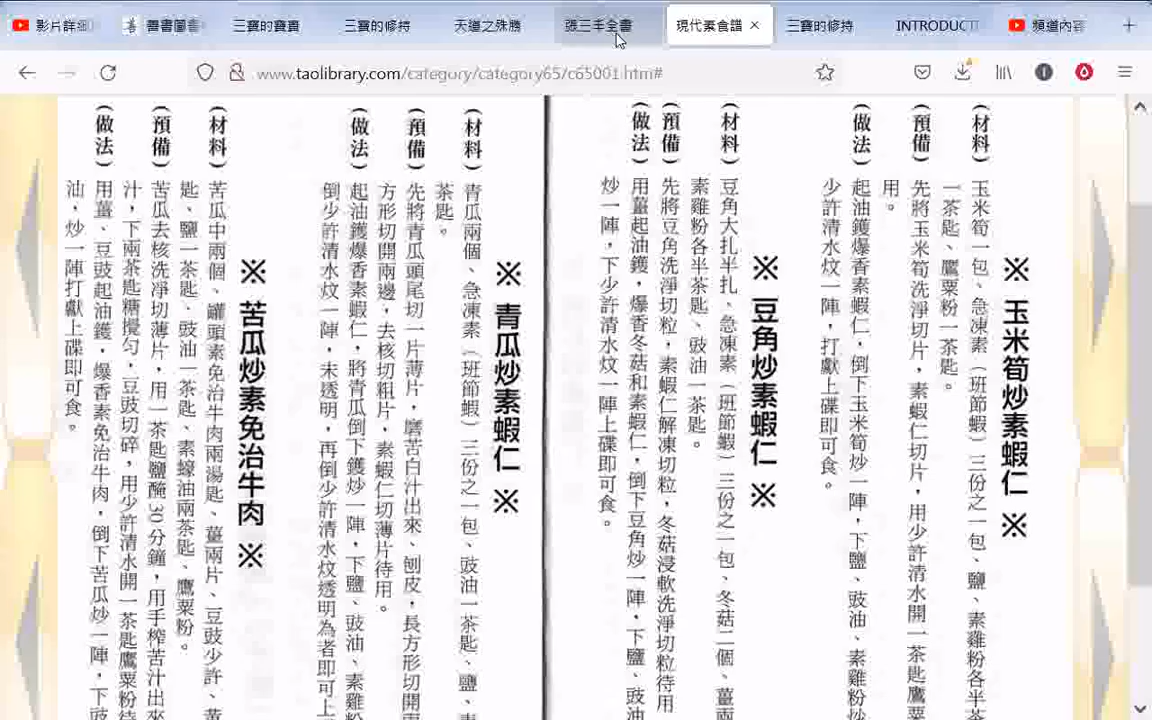 影片詳細
善書圖書
三寶的寶貴
三寶的修持
天道之殊勝
張三丰全書
現代素食譜
三寶的修持
INTRODUCTI
頻道內容
www.taolibrary.com/category/category65/c65001.htm#
※ 玉米筍炒素蝦仁 ※
(材料) 玉米筍一包、急凍素(班節蝦)三份之一包、鹽、素雞粉各半茶
一茶匙、鷹粟粉一茶匙。
(預備) 先將玉米筍洗淨切片,素蝦仁切片,用少許清水開一茶匙鷹
用。
(做法) 起油鑊爆香素蝦仁,倒下玉米筍炒一陣,下鹽、豉油、素雞粉
少許清水炆一陣,打獻上碟即可食。
※ 豆角炒素蝦仁 ※
(材料) 豆角大扎半扎、急凍素(班節蝦)三份之一包、冬菇二個、薑兩
素雞粉各半茶匙、豉油一茶匙。
(預備) 先將豆角洗淨切粒,素蝦仁解凍切粒,冬菇浸軟洗淨切粒待用
(做法) 用薑起油鑊,爆香冬菇和素蝦仁,倒下豆角炒一陣,下鹽、豉油
炒一陣,下少許清水炆一陣上碟即可食。
※ 青瓜炒素蝦仁 ※
(材料) 青瓜兩個、急凍素(班節蝦)三份之一包、豉油一茶匙、鹽、素
茶匙。
(預備) 先將青瓜頭尾切一片薄片,磨苦白汁出來、刨皮,長方形切開兩
方形切開兩邊,去核切粗片,素蝦仁切薄片待用。
(做法) 起油鑊爆香素蝦仁,將青瓜倒下鑊炒一陣,下鹽、豉油、素雞粉
倒少許清水炆一陣,未透明,再倒少許清水炆透明為者即可上
※ 苦瓜炒素免治牛肉 ※
(材料) 苦瓜中兩個、罐頭素免治牛肉兩湯匙、薑兩片、豆豉少許、黃
匙、鹽一茶匙、豉油一茶匙、素蠔油兩茶匙、鷹粟粉。
(預備) 苦瓜去核洗淨切薄片,用一茶匙鹽醃30分鐘,用手榨苦汁出來
汁,下兩茶匙糖攪勻,豆豉切碎,用少許清水開一茶匙鷹粟粉待
(做法) 用薑、豆豉起油鑊,爆香素免治牛肉,倒下苦瓜炒一陣,下豉
油,炒一陣打獻上碟即可食。